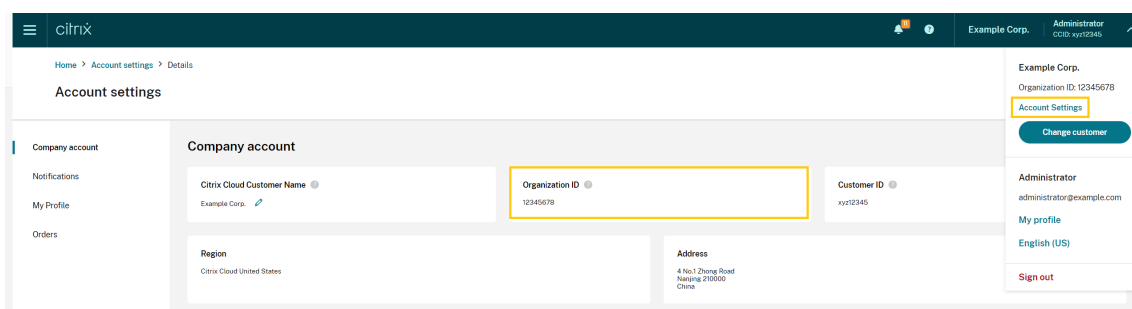 citrix
11
?
Example Corp.
Administrator
CCID: xyz12345
Home > Account settings > Details
Account settings
Example Corp.
Organization ID: 12345678
Account Settings
Change customer
Administrator
administrator@example.com
My profile
English (US)
Sign out
Company account
Notifications
My Profile
Orders
Company account
Citrix Cloud Customer Name ?
Example Corp.
Organization ID ?
12345678
Customer ID ?
xyz12345
Region
Citrix Cloud United States
Address
4 No.1 Zhong Road
Nanjing 210000
China